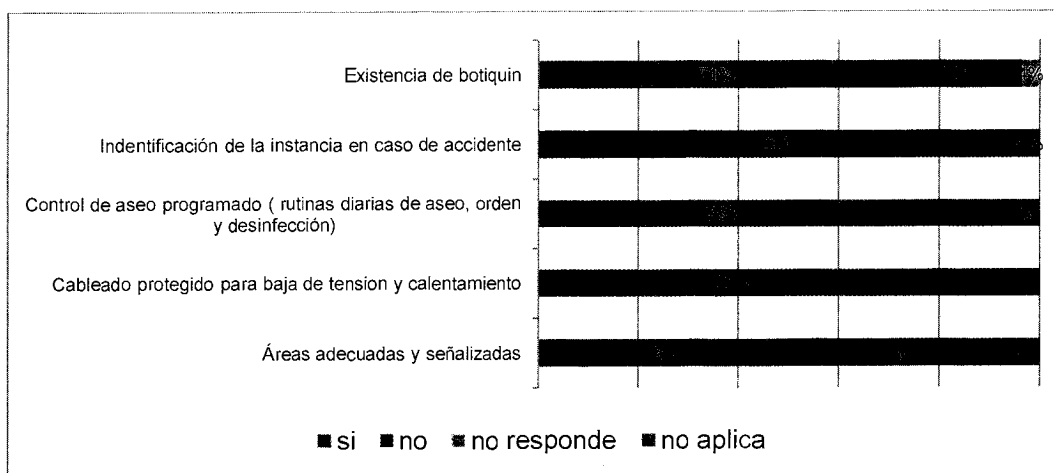 Existencia de botiquin
Indentificación de la instancia en caso de accidente
Control de aseo programado ( rutinas diarias de aseo, orden
y desinfección)
Cableado protegido para baja de tension y calentamiento
Áreas adecuadas y señalizadas
si no no responde no aplica